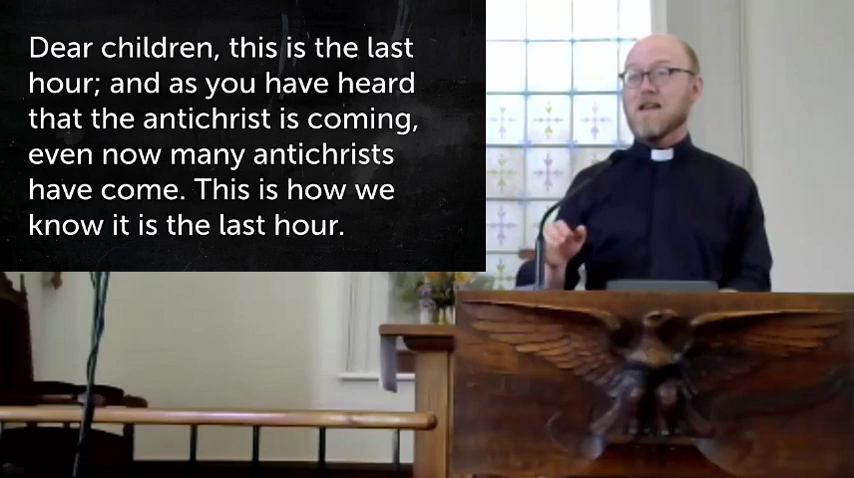 Dear children, this is the last
hour; and as you have heard
that the antichrist is coming,
even now many antichrists
have come. This is how we
know it is the last hour.